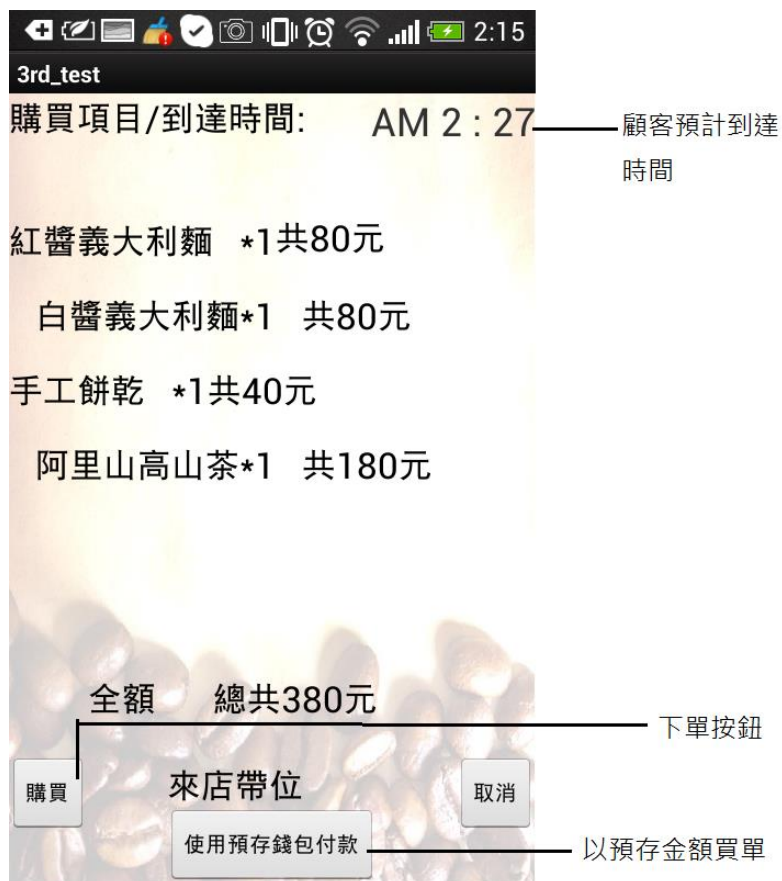 2:15
3rd_test
購買項目/到達時間: AM 2 : 27
顧客預計到達
時間
紅醬義大利麵 *1共80元
白醬義大利麵*1 共80元
手工餅乾 *1共40元
阿里山高山茶*1 共180元
全額 總共380元
下單按鈕
購買 來店帶位 取消
使用預存錢包付款
以預存金額買單